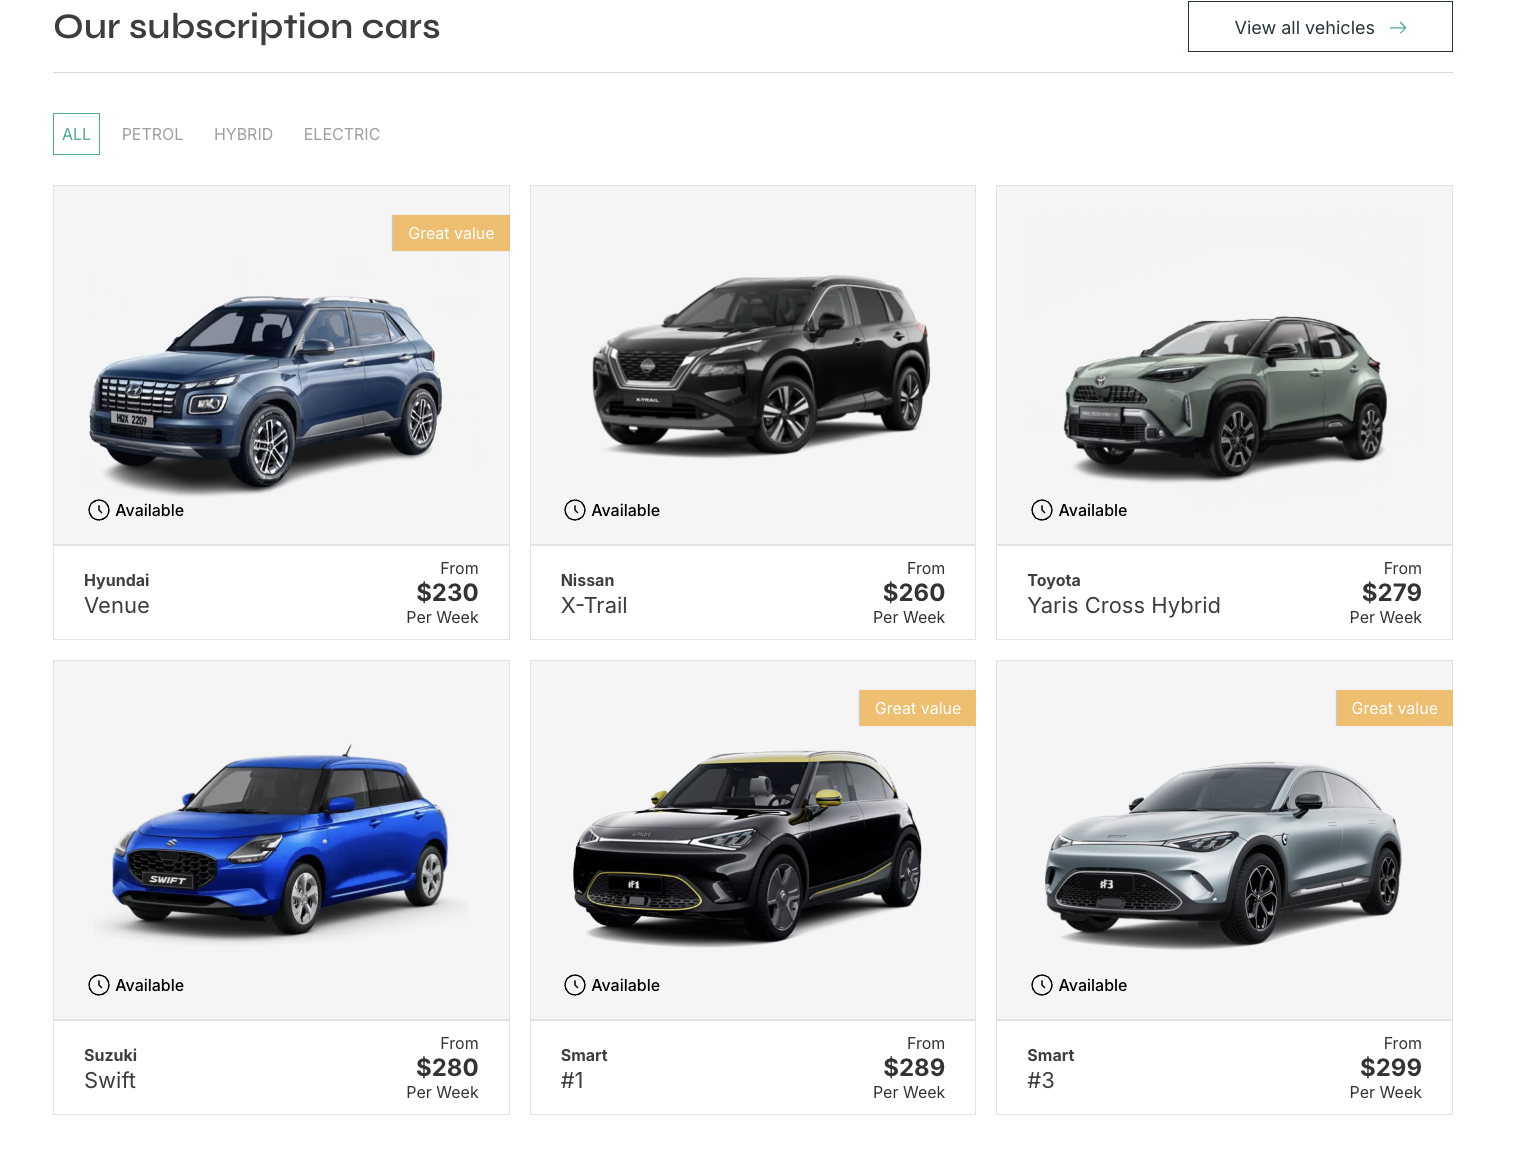 Our subscription cars
View all vehicles
ALL PETROL HYBRID ELECTRIC
Great value
HQX 2209
Available
Hyundai
Venue
From
$230
Per Week
X-TRAIL
Available
Nissan
X-Trail
From
$260
Per Week
Available
Toyota
Yaris Cross Hybrid
From
$279
Per Week
SWIFT
Available
Suzuki
Swift
From
$280
Per Week
Great value
smart
#1
Available
Smart
#1
From
$289
Per Week
Great value
smart
#3
Available
Smart
#3
From
$299
Per Week